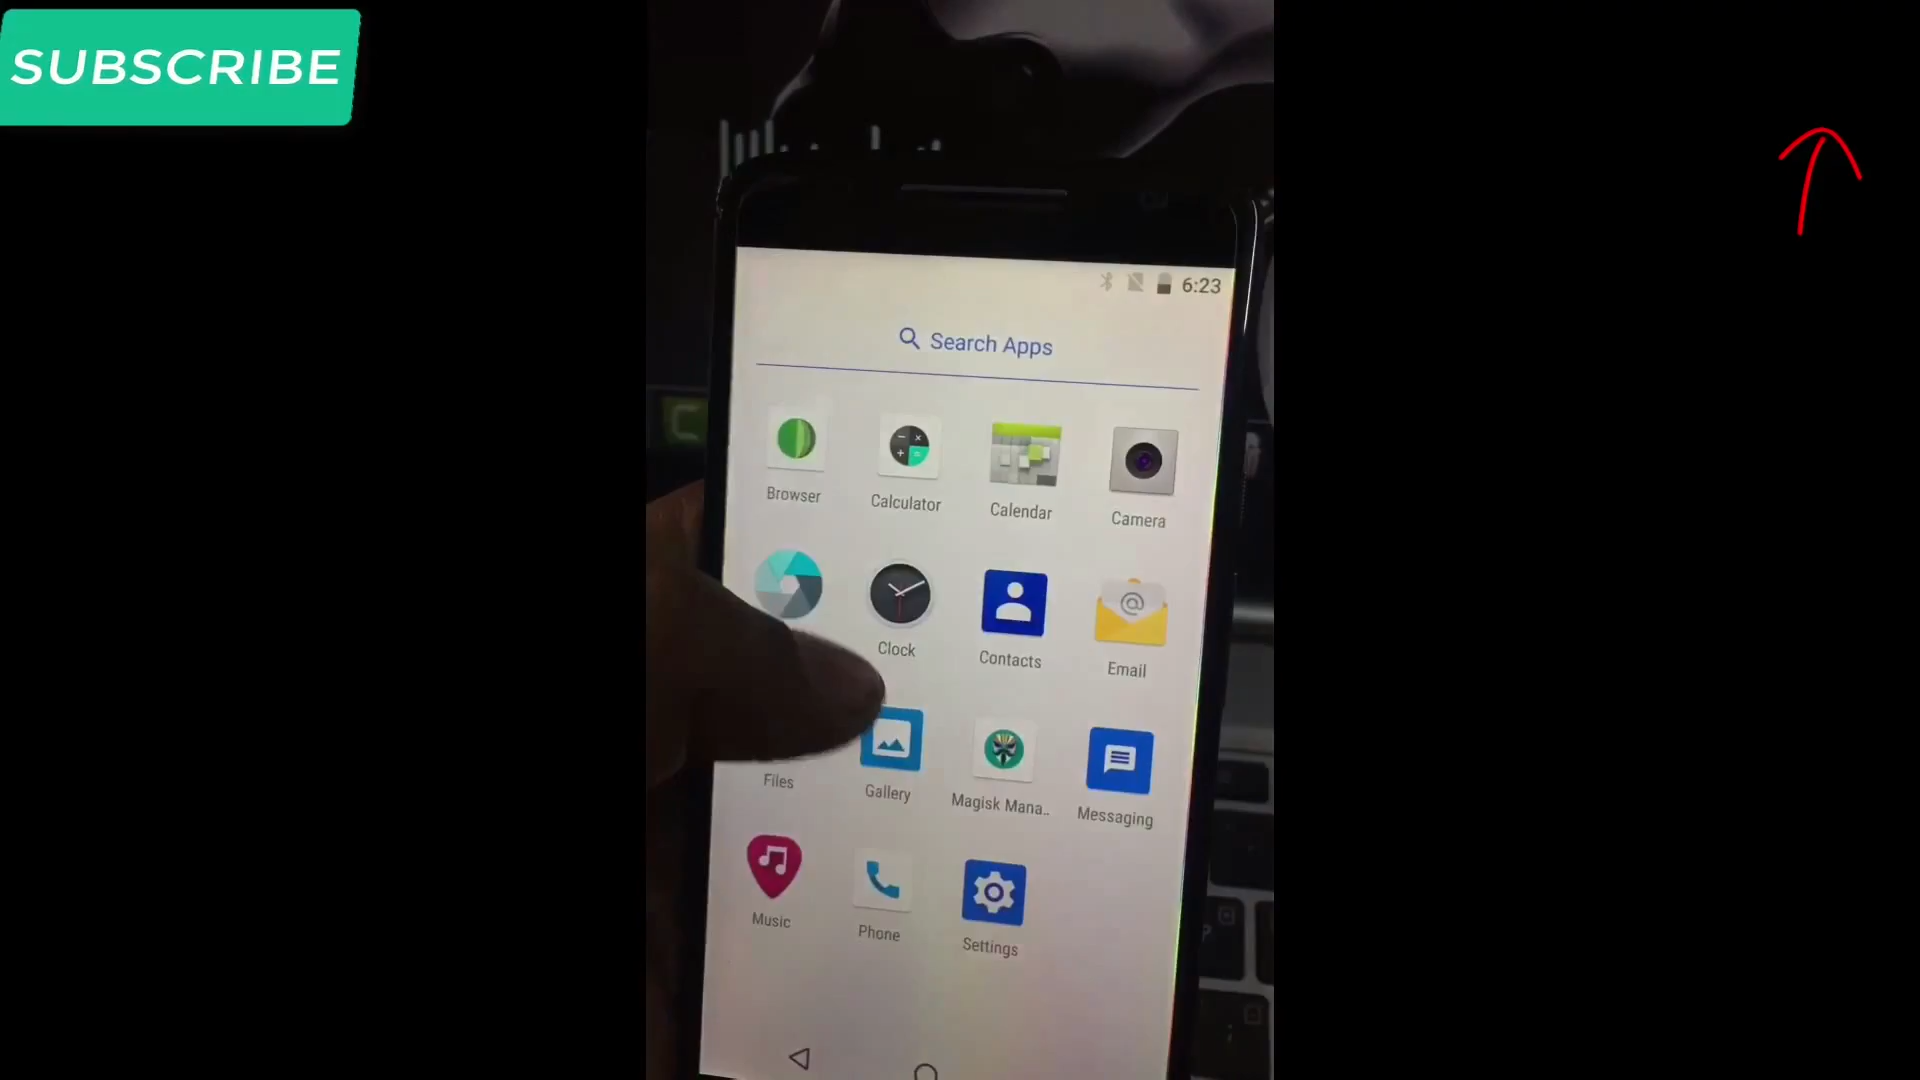 SUBSCRIBE
6:23
Search Apps
Browser
Calculator
Calendar
Camera
Clock
Contacts
Email
Files
Gallery
Magisk Mana..
Messaging
Music
Phone
Settings